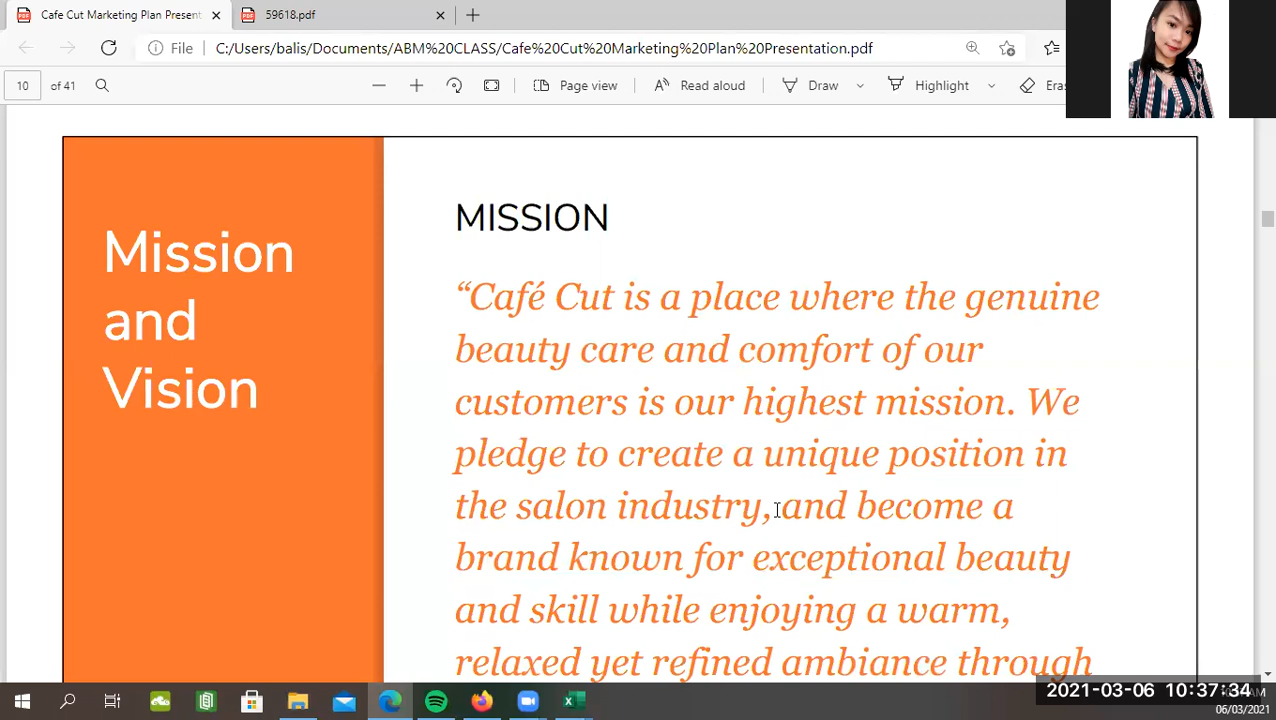 Cafe Cut Marketing Plan Present
59618.pdf
File
C:/Users/balis/Documents/ABM%20CLASS/Cafe%20Cut%20Marketing%20Plan%20Presentation.pdf
10 of 41
Page view
Read aloud
Draw
Highlight
Era
Mission
and
Vision
MISSION
“Café Cut is a place where the genuine
beauty care and comfort of our
customers is our highest mission. We
pledge to create a unique position in
the salon industry, and become a
brand known for exceptional beauty
and skill while enjoying a warm,
relaxed yet refined ambiance through
2021-03-06 10:37:34
06/03/2021